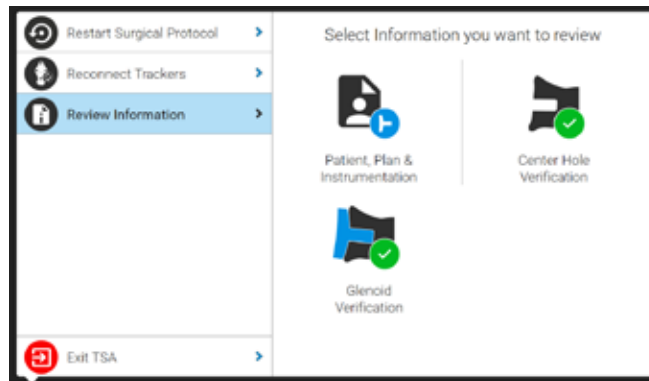 Restart Surgical Protocol
Reconnect Trackers
Review Information
Exit TSA
Select Information you want to review
Patient, Plan &
Instrumentation
Center Hole
Verification
Glenoid
Verification